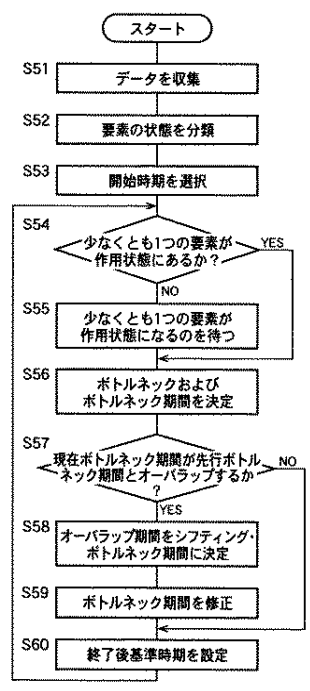 スタート
S51
データを収集
S52
要素の状態を分類
S53
開始時期を選択
S54
少なくとも1つの要素が
作用状態にあるか？
YES
NO
S55
少なくとも1つの要素が
作用状態になるのを待つ
S56
ボトルネックおよび
ボトルネック期間を決定
S57
現在ボトルネック期間が先行ボトル
ネック期間とオーバラップするか
？
NO
YES
S58
オーバラップ期間をシフティング・
ボトルネック期間に決定
S59
ボトルネック期間を修正
S60
終了後基準時期を設定